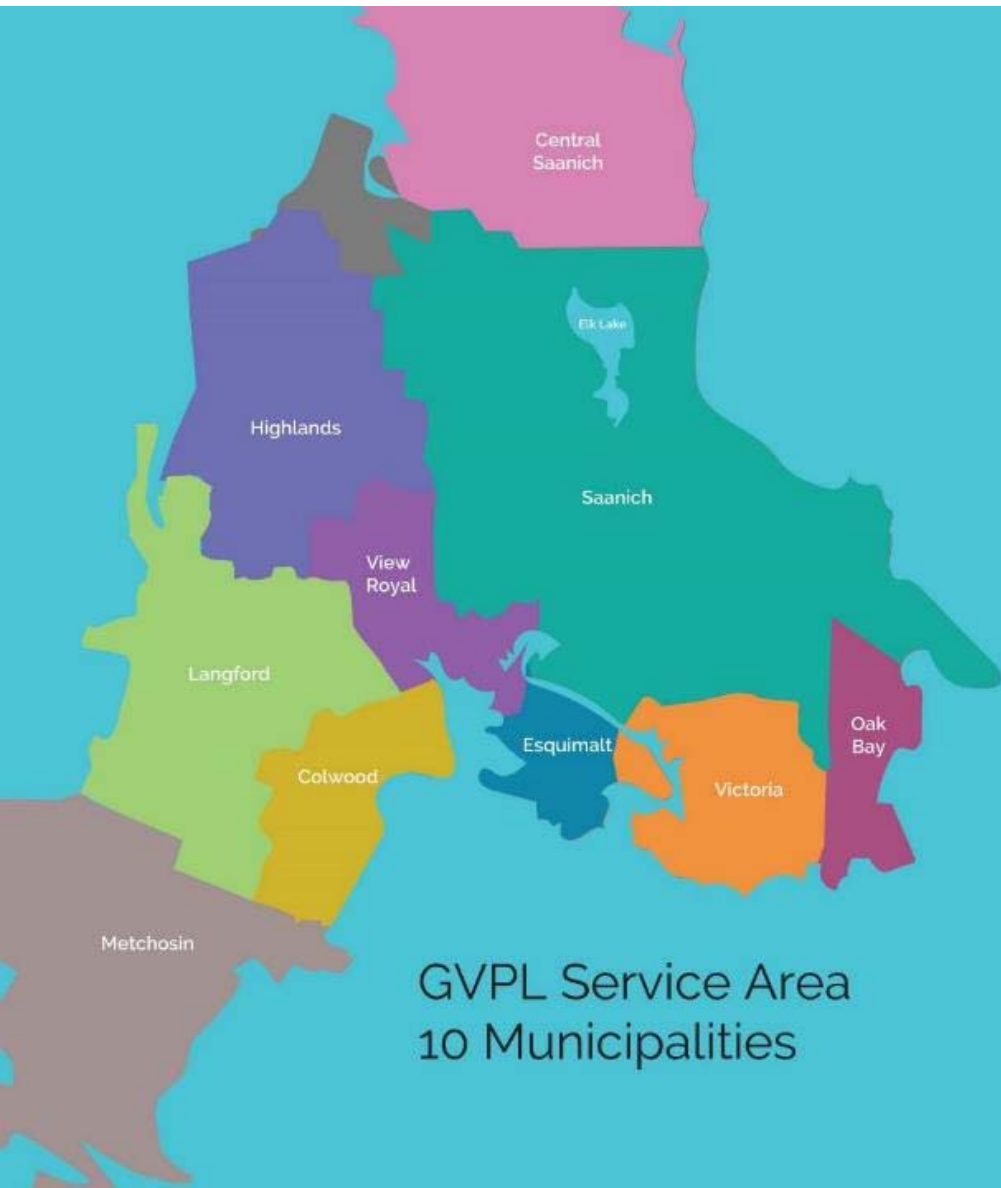 Central
Saanich
Elk Lake
Highlands
Saanich
View
Royal
Langford
Oak
Bay
Esquimalt
Colwood
Victoria
Metchosin
GVPL Service Area
10 Municipalities